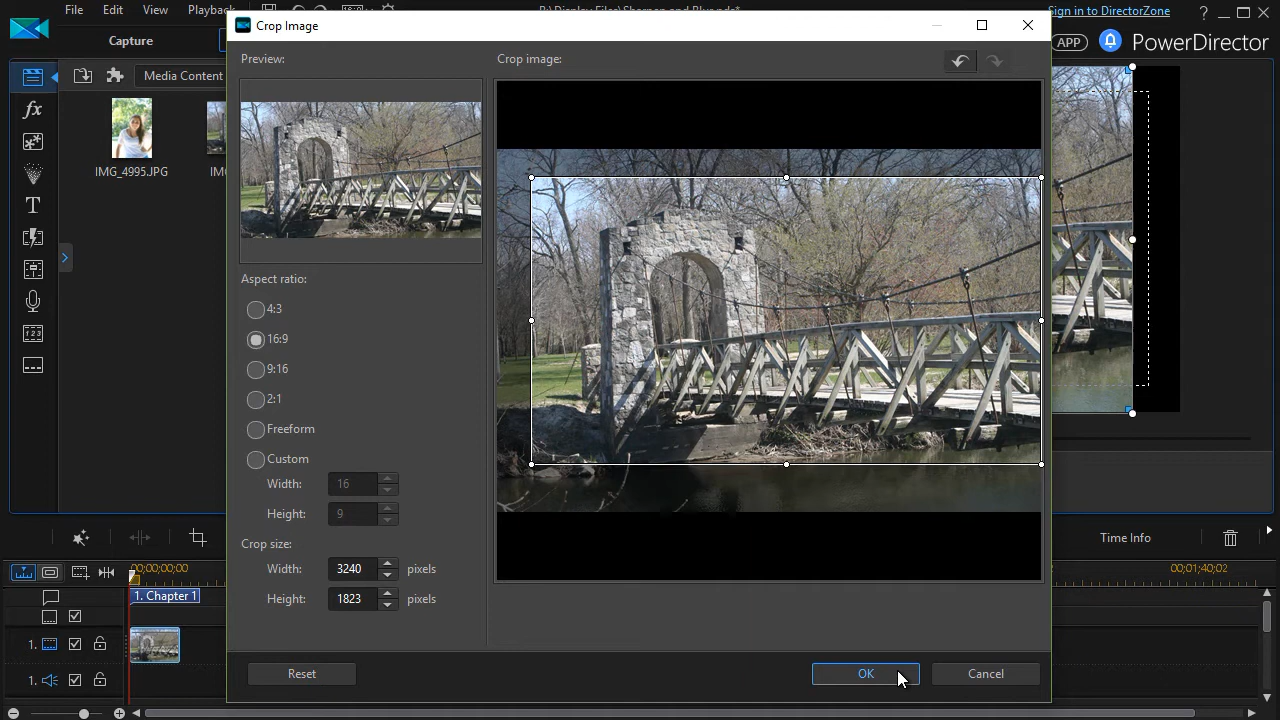 File Edit View Playback
Crop Image
Sign in to DirectorZone
?
Capture
APP
PowerDirector
Media Content
Preview:
Crop image:
fx
T
IMG_4995.JPG
Aspect ratio:
4:3
16:9
9:16
2:1
Freeform
Custom
Width: 16
Height: 9
Crop size:
Width: 3240 pixels
Height: 1823 pixels
Time Info
00;00;00;00
00;01;40;02
1. Chapter 1
1.
1.
Reset
OK
Cancel